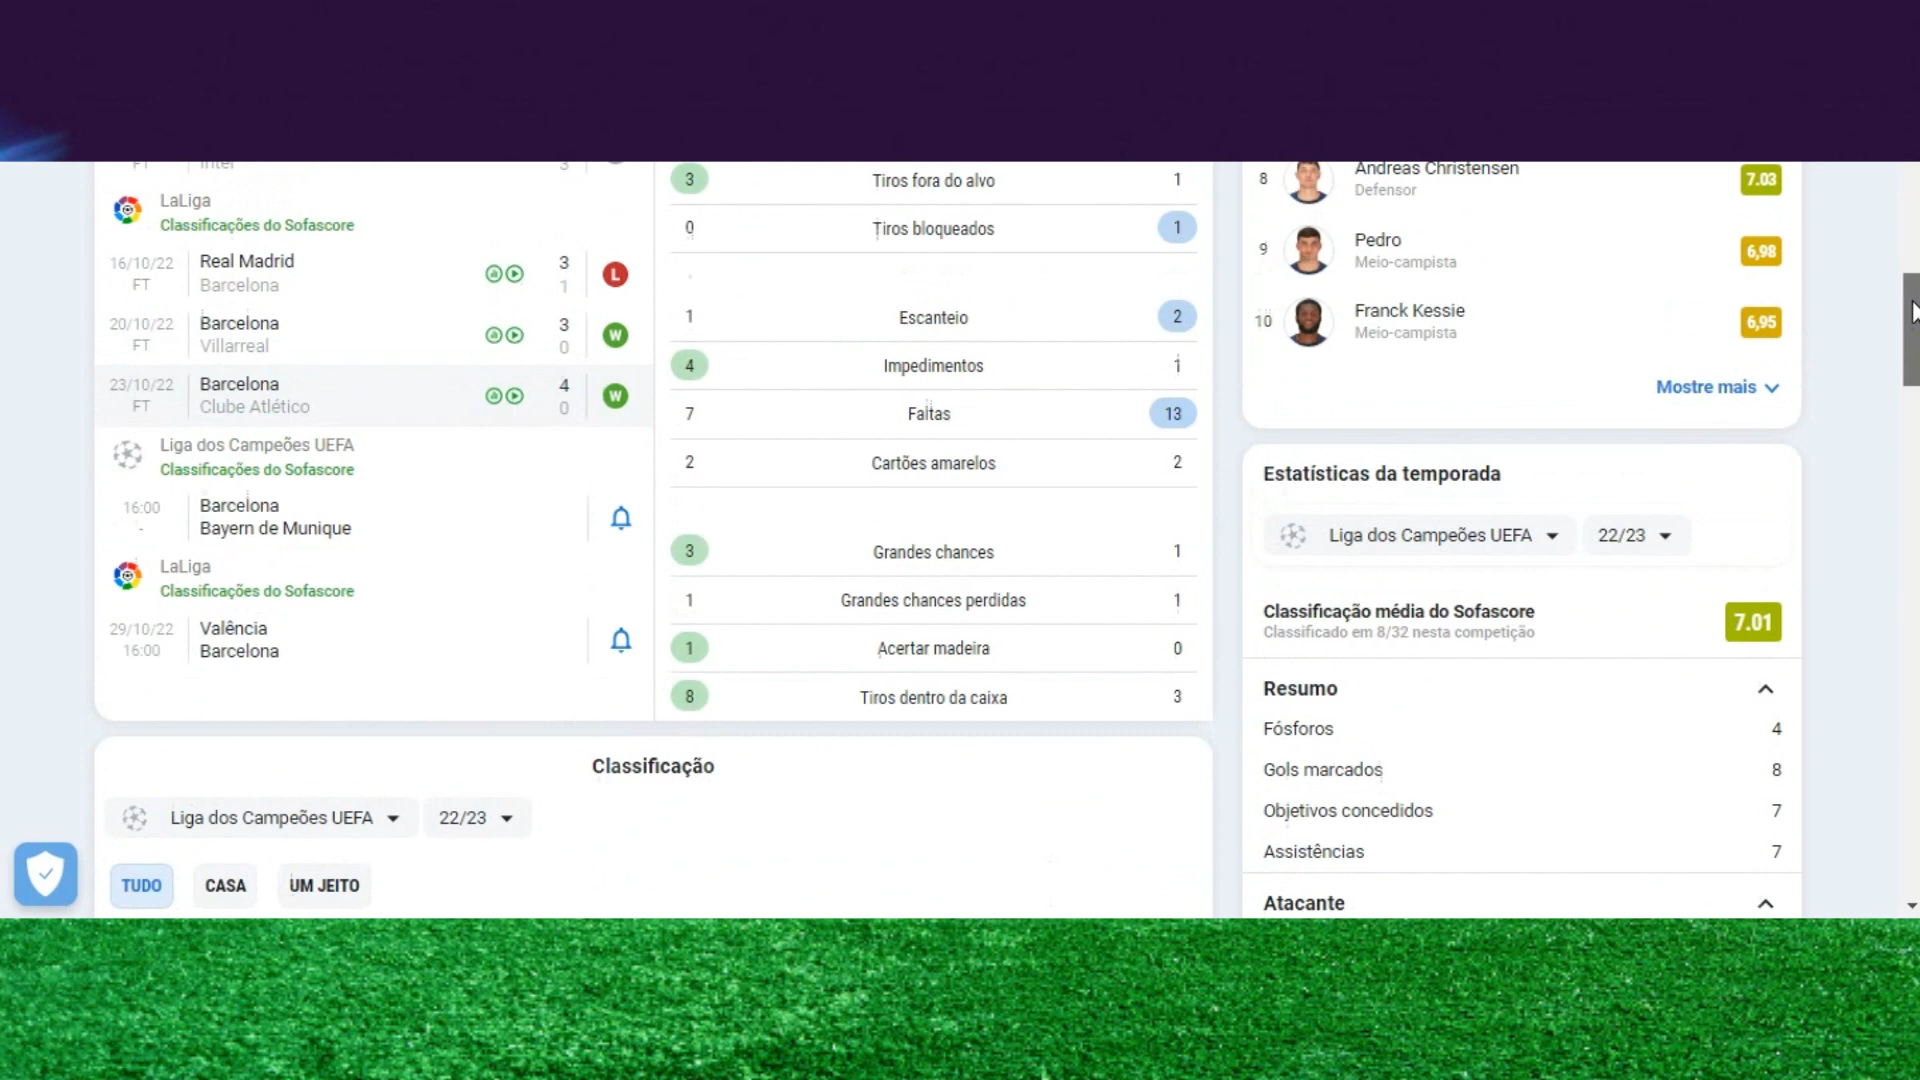 FT Inter 3
LaLiga
Classificações do Sofascore
16/10/22 Real Madrid 3
FT Barcelona 1
L
20/10/22 Barcelona 3
FT Villarreal 0
W
23/10/22 Barcelona 4
FT Clube Atlético 0
W
Liga dos Campeões UEFA
Classificações do Sofascore
16:00 Barcelona
- Bayern de Munique
LaLiga
Classificações do Sofascore
29/10/22 Valência
16:00 Barcelona
3 Tiros fora do alvo 1
0 Tiros bloqueados 1
1 Escanteio 2
4 Impedimentos 1
7 Faltas 13
2 Cartões amarelos 2
3 Grandes chances 1
1 Grandes chances perdidas 1
1 Acertar madeira 0
8 Tiros dentro da caixa 3
Classificação
Liga dos Campeões UEFA 22/23
TUDO CASA UM JEITO
8 Andreas Christensen 7.03
Defensor
9 Pedro 6,98
Meio-campista
10 Franck Kessie 6,95
Meio-campista
Mostre mais
Estatísticas da temporada
Liga dos Campeões UEFA 22/23
Classificação média do Sofascore 7.01
Classificado em 8/32 nesta competição
Resumo
Fósforos 4
Gols marcados 8
Objetivos concedidos 7
Assistências 7
Atacante